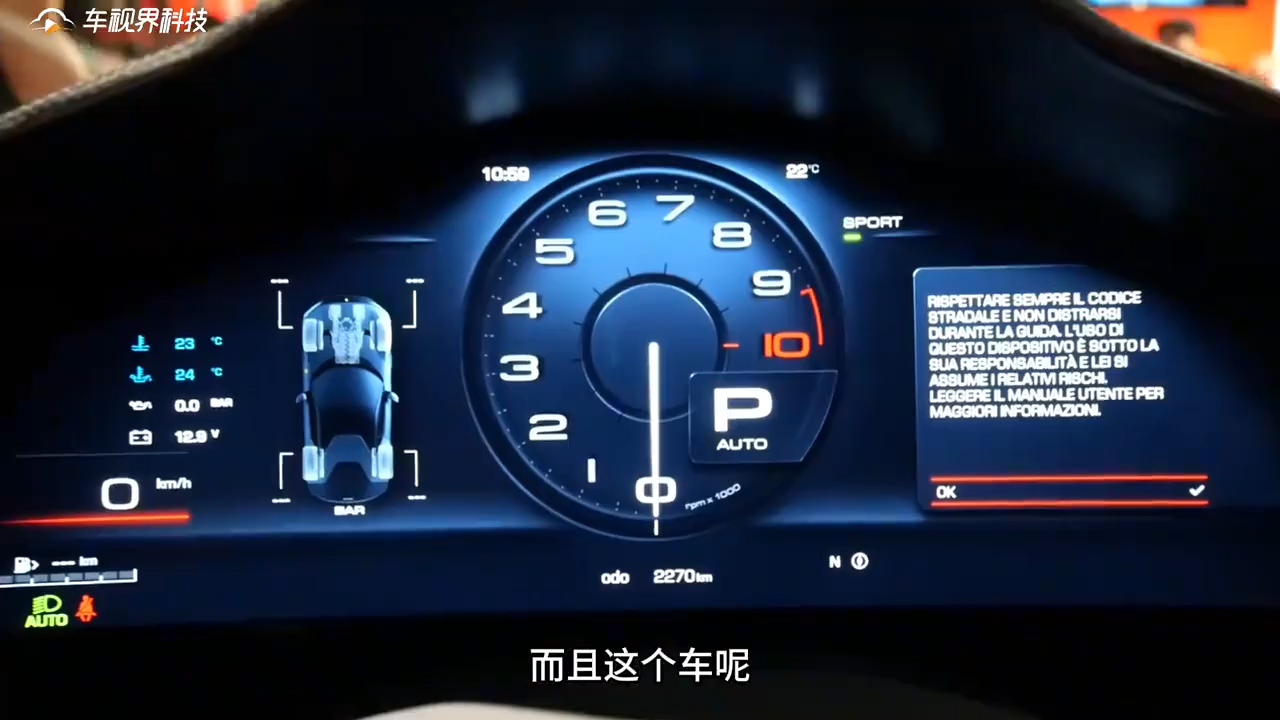 车视界科技
10:59
22°C
SPORT
6 7
5 8
4 9
3 10
2
1
0
rpm x 1000
P
AUTO
23 °C
24 °C
0.0 BAR
12.9 V
0 km/h
BAR
--- km
AUTO
odo 2270km
N
RISPETTARE SEMPRE IL CODICE
STRADALE E NON DISTRARSI
DURANTE LA GUIDA. L'USO DI
QUESTO DISPOSITIVO È SOTTO LA
SUA RESPONSABILITÀ E LEI SI
ASSUME I RELATIVI RISCHI.
LEGGERE IL MANUALE UTENTE PER
MAGGIORI INFORMAZIONI.
OK
而且这个车呢